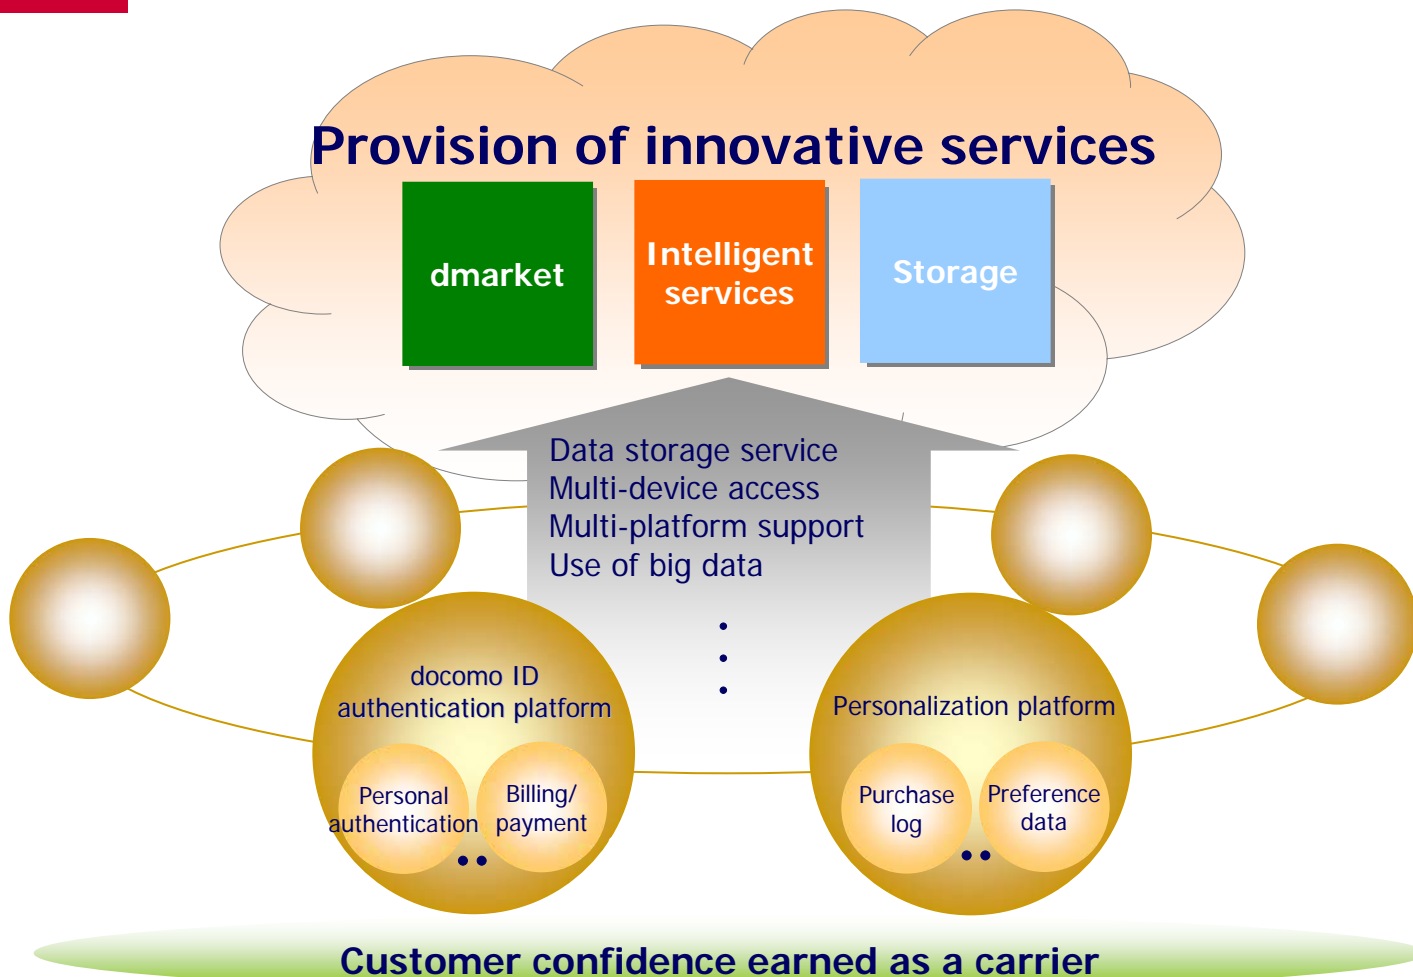 Provision of innovative services
dmarket
Intelligent
services
Storage
Data storage service
Multi-device access
Multi-platform support
Use of big data
docomo ID
authentication platform
Personal
authentication
Billing/
payment
Personalization platform
Purchase
log
Preference
data
Customer confidence earned as a carrier